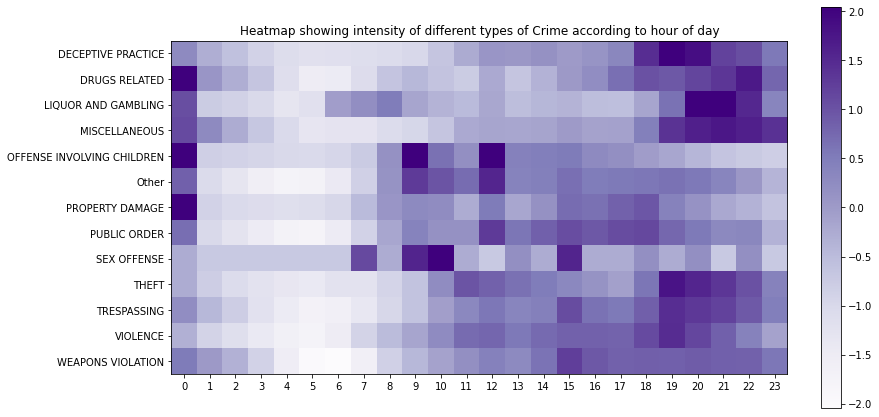 Heatmap showing intensity of different types of Crime according to hour of day
DECEPTIVE PRACTICE
DRUGS RELATED
LIQUOR AND GAMBLING
MISCELLANEOUS
OFFENSE INVOLVING CHILDREN
Other
PROPERTY DAMAGE
PUBLIC ORDER
SEX OFFENSE
THEFT
TRESPASSING
VIOLENCE
WEAPONS VIOLATION
0 1 2 3 4 5 6 7 8 9 10 11 12 13 14 15 16 17 18 19 20 21 22 23
2.0
1.5
1.0
0.5
0.0
−0.5
−1.0
−1.5
−2.0